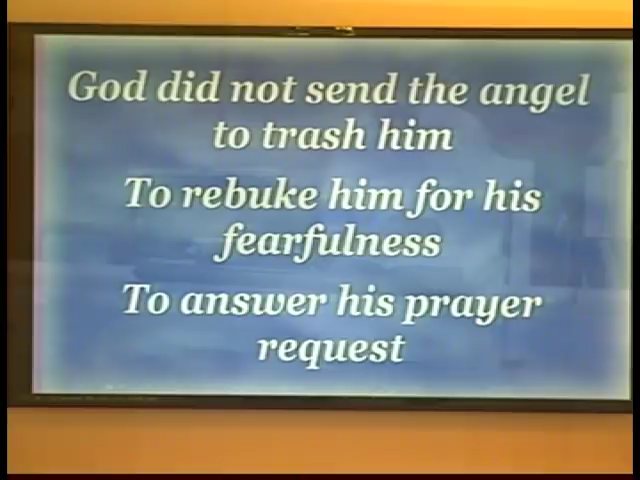 God did not send the angel
to trash him
To rebuke him for his
fearfulness
To answer his prayer
request